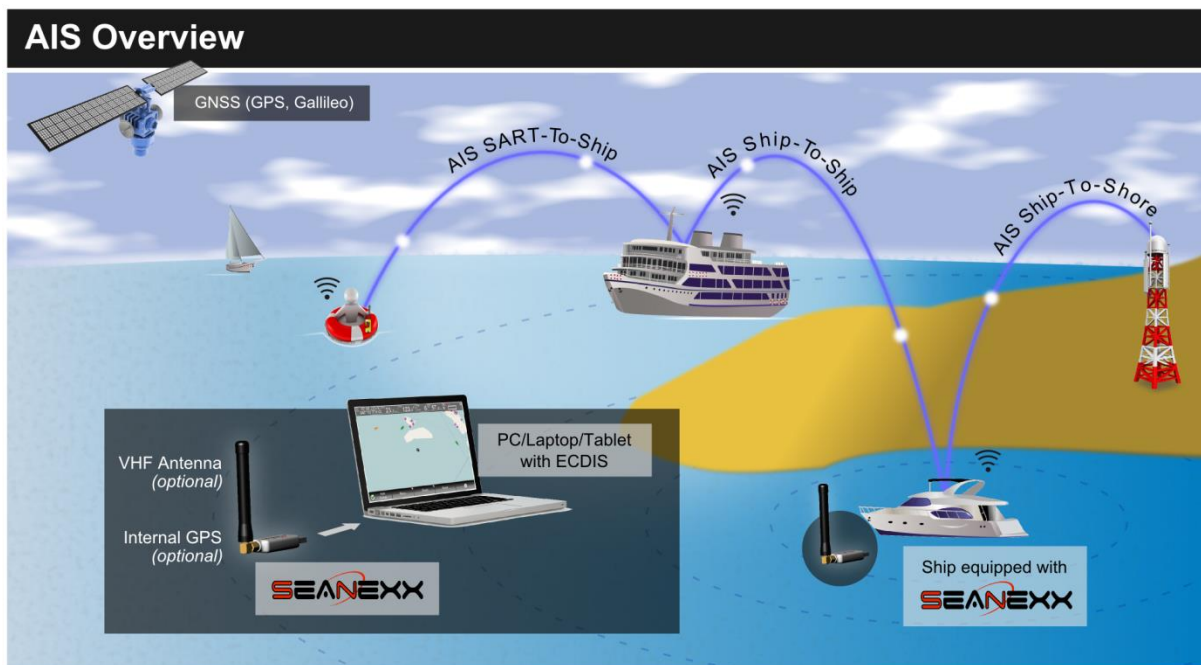 AIS Overview
GNSS (GPS, Gallileo)
AIS SART-To-Ship
AIS Ship-To-Ship
AIS Ship-To-Shore
VHF Antenna
(optional)
PC/Laptop/Tablet
with ECDIS
Internal GPS
(optional)
SEANEXX
Ship equipped with
SEANEXX